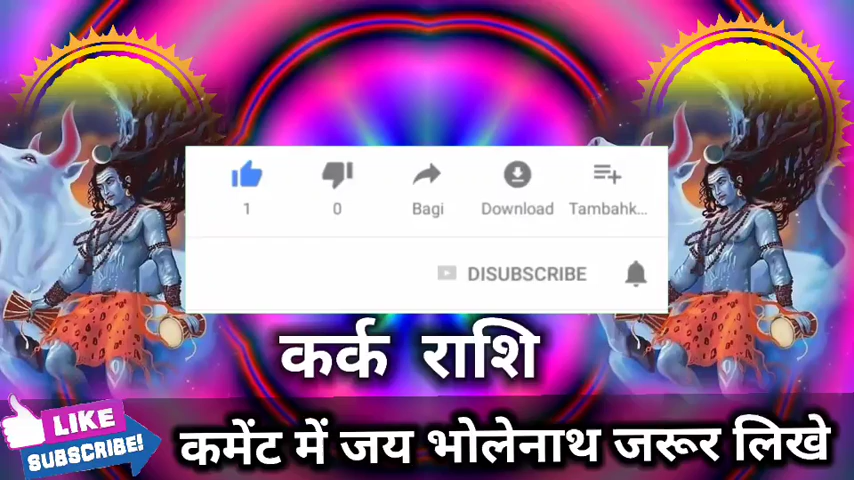 1 0 Bagi Download Tambahk...
DISUBSCRIBE
कर्क राशि
LIKE
SUBSCRIBE!
कमेंट में जय भोलेनाथ जरूर लिखे